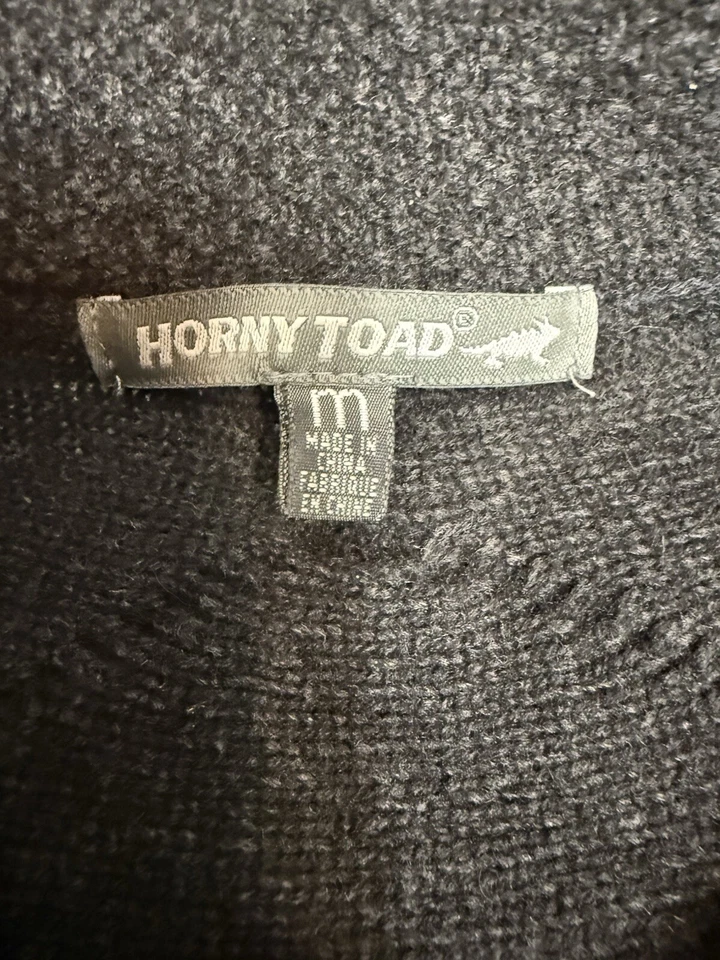 HORNY TOAD®
m
MADE IN
CHINA
FABRIQUE
EN CHINE